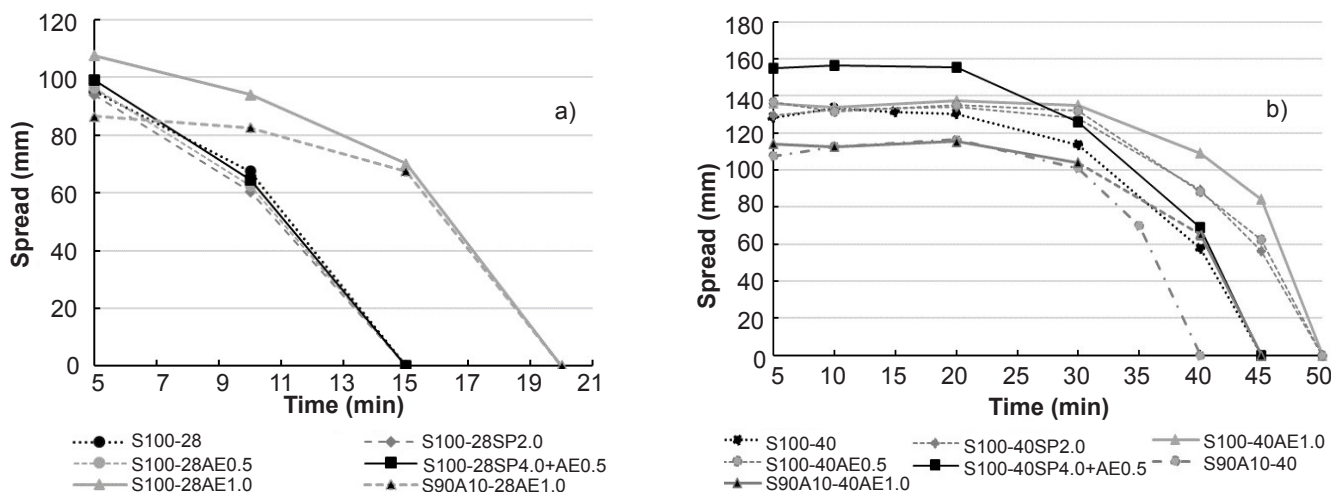 120
100
80
60
40
20
0
Spread (mm)
a)
5 7 9 11 13 15 17 19 21
Time (min)
S100-28
S100-28SP2.0
S100-28AE0.5
S100-28SP4.0+AE0.5
S100-28AE1.0
S90A10-28AE1.0
180
160
140
120
100
80
60
40
20
0
Spread (mm)
b)
5 10 15 20 25 30 35 40 45 50
Time (min)
S100-40
S100-40SP2.0
S100-40AE1.0
S100-40AE0.5
S100-40SP4.0+AE0.5
S90A10-40
S90A10-40AE1.0